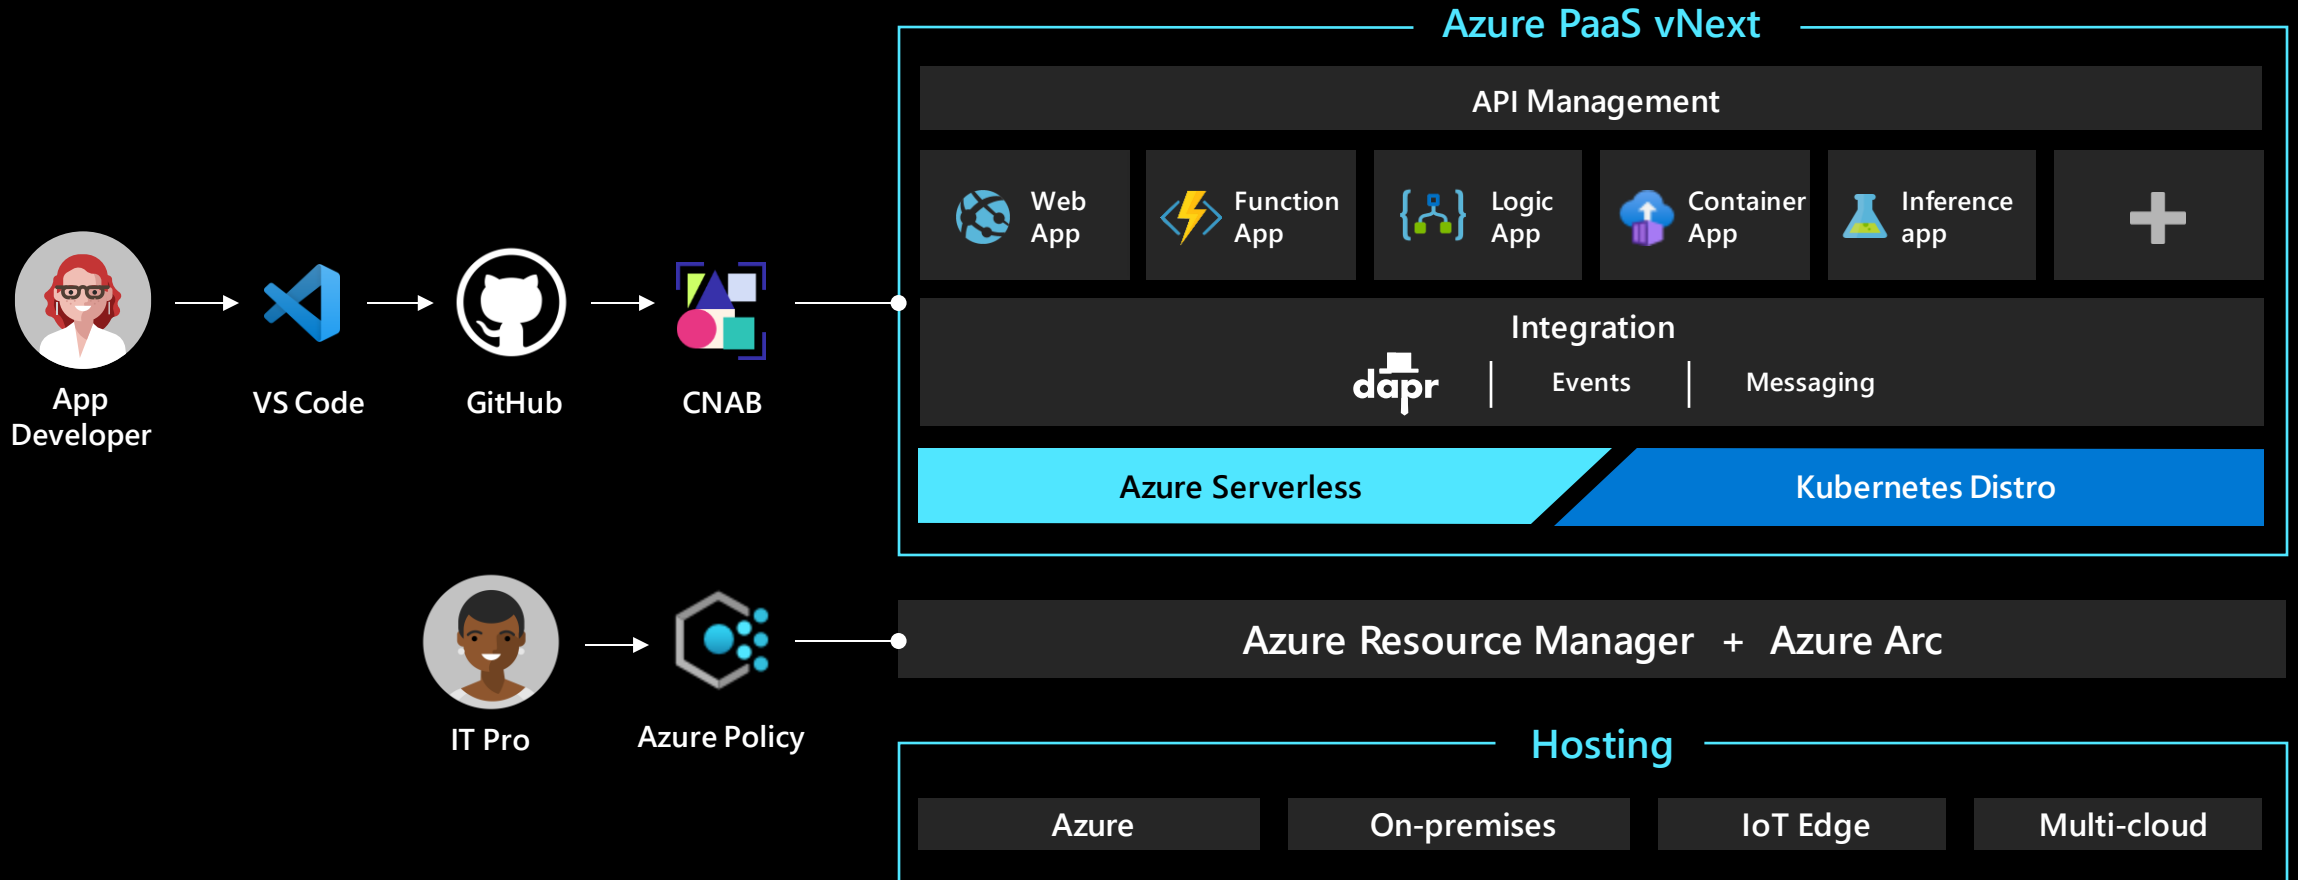 Azure PaaS vNext
API Management
Web
App
Function
App
Logic
App
Container
App
Inference
app
Integration
dapr
Events
Messaging
Azure Serverless
Kubernetes Distro
App
Developer
VS Code
GitHub
CNAB
IT Pro
Azure Policy
Azure Resource Manager + Azure Arc
Hosting
Azure
On-premises
IoT Edge
Multi-cloud